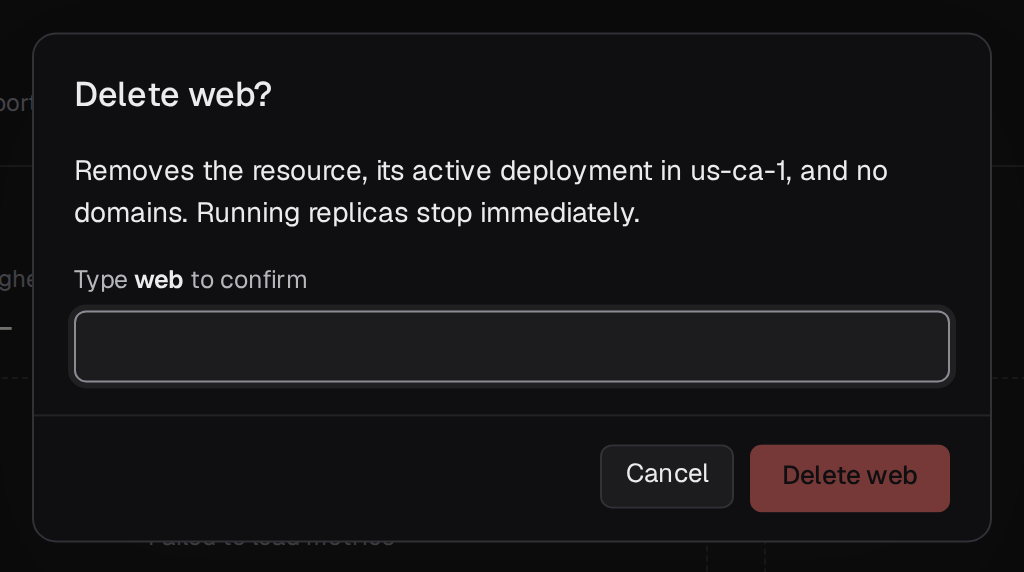 Delete web?
Removes the resource, its active deployment in us-ca-1, and no
domains. Running replicas stop immediately.
Type web to confirm
Cancel
Delete web